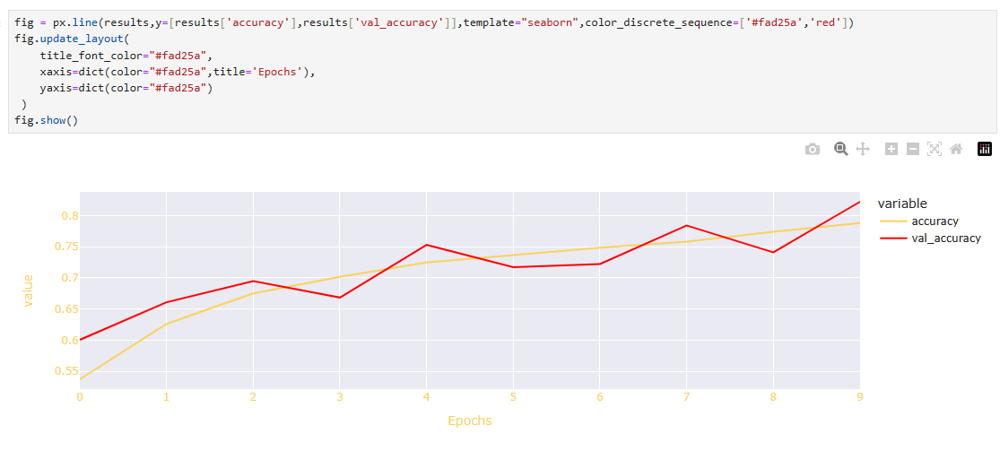 fig = px.line(results,y=[results['accuracy'],results['val_accuracy']],template="seaborn",color_discrete_sequence=['#fad25a','red'])
fig.update_layout(
    title_font_color="#fad25a",
    xaxis=dict(color="#fad25a",title='Epochs'),
    yaxis=dict(color="#fad25a")
 )
fig.show()
variable
accuracy
val_accuracy
value
0.8
0.75
0.7
0.65
0.6
0.55
0 1 2 3 4 5 6 7 8 9
Epochs